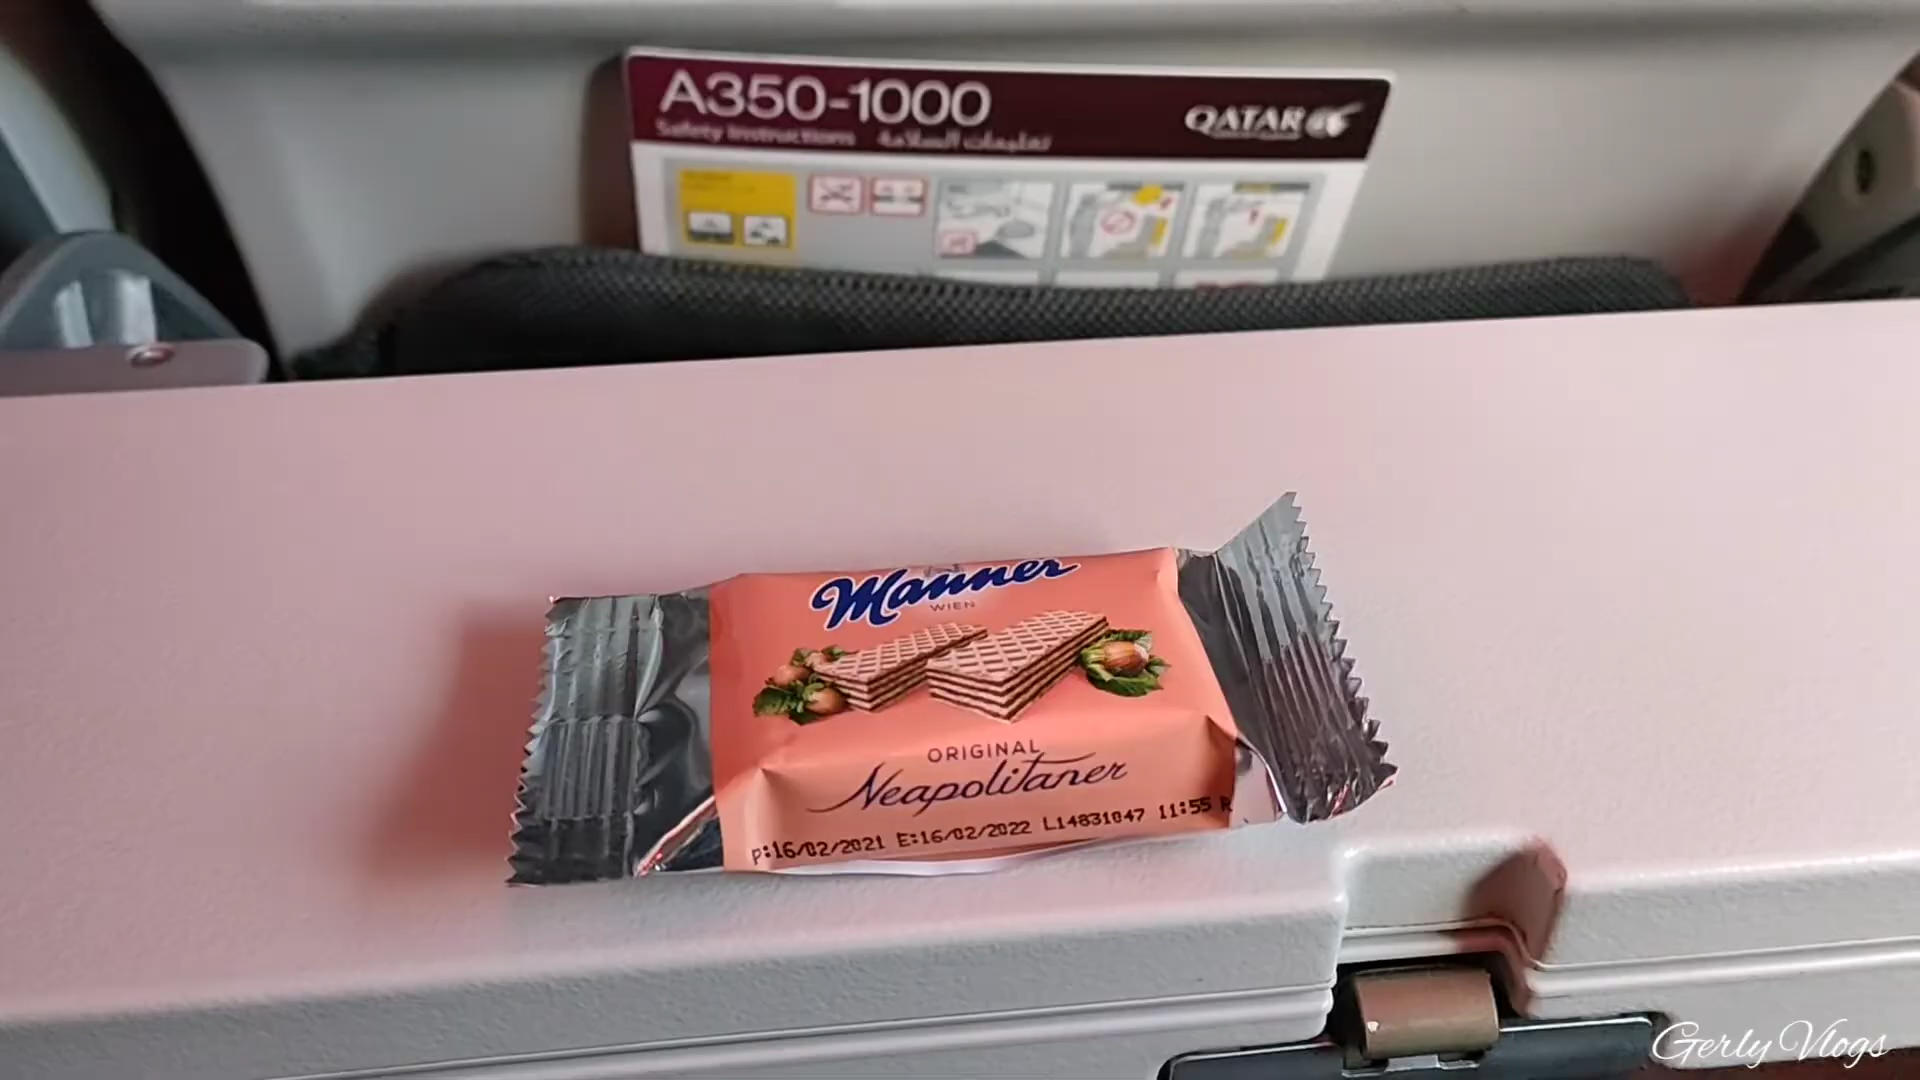 A350-1000
Safety Instructions تعليمات السلامة
QATAR
Manner
WIEN
ORIGINAL
Neapolitaner
p:16/02/2021 E:16/02/2022 L14831047 11:55 R
Gerly Vlogs